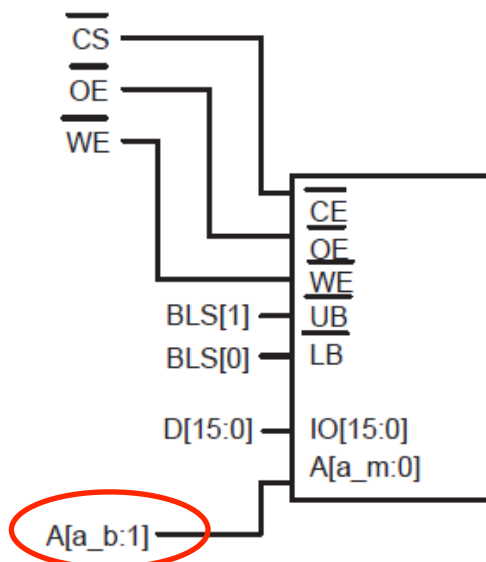 CS
OE
WE
CE
OE
WE
BLS[1]
UB
BLS[0]
LB
D[15:0]
IO[15:0]
A[a_m:0]
A[a_b:1]